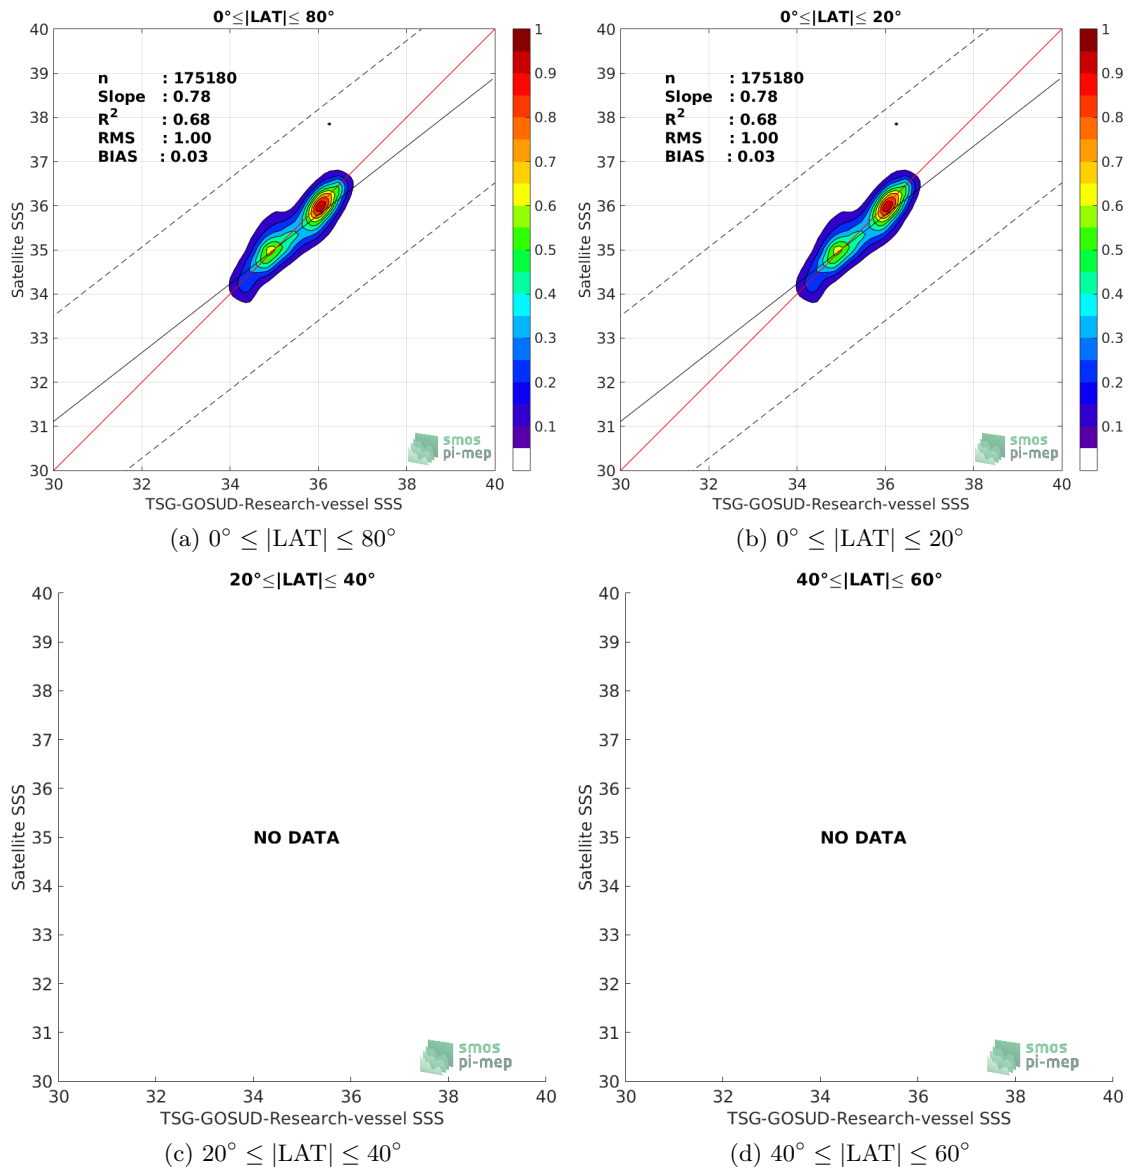 0°≤|LAT|≤ 80°
40
39
38
37
36
35
34
33
32
31
30
Satellite SSS
n : 175180
Slope : 0.78
R² : 0.68
RMS : 1.00
BIAS : 0.03
smos
pi-mep
30 32 34 36 38 40
TSG-GOSUD-Research-vessel SSS
1
0.9
0.8
0.7
0.6
0.5
0.4
0.3
0.2
0.1
(a) 0° ≤ |LAT| ≤ 80°
0°≤|LAT|≤ 20°
40
39
38
37
36
35
34
33
32
31
30
Satellite SSS
n : 175180
Slope : 0.78
R² : 0.68
RMS : 1.00
BIAS : 0.03
smos
pi-mep
30 32 34 36 38 40
TSG-GOSUD-Research-vessel SSS
1
0.9
0.8
0.7
0.6
0.5
0.4
0.3
0.2
0.1
(b) 0° ≤ |LAT| ≤ 20°
20°≤|LAT|≤ 40°
40
39
38
37
36
35
34
33
32
31
30
Satellite SSS
NO DATA
smos
pi-mep
30 32 34 36 38 40
TSG-GOSUD-Research-vessel SSS
(c) 20° ≤ |LAT| ≤ 40°
40°≤|LAT|≤ 60°
40
39
38
37
36
35
34
33
32
31
30
Satellite SSS
NO DATA
smos
pi-mep
30 32 34 36 38 40
TSG-GOSUD-Research-vessel SSS
(d) 40° ≤ |LAT| ≤ 60°